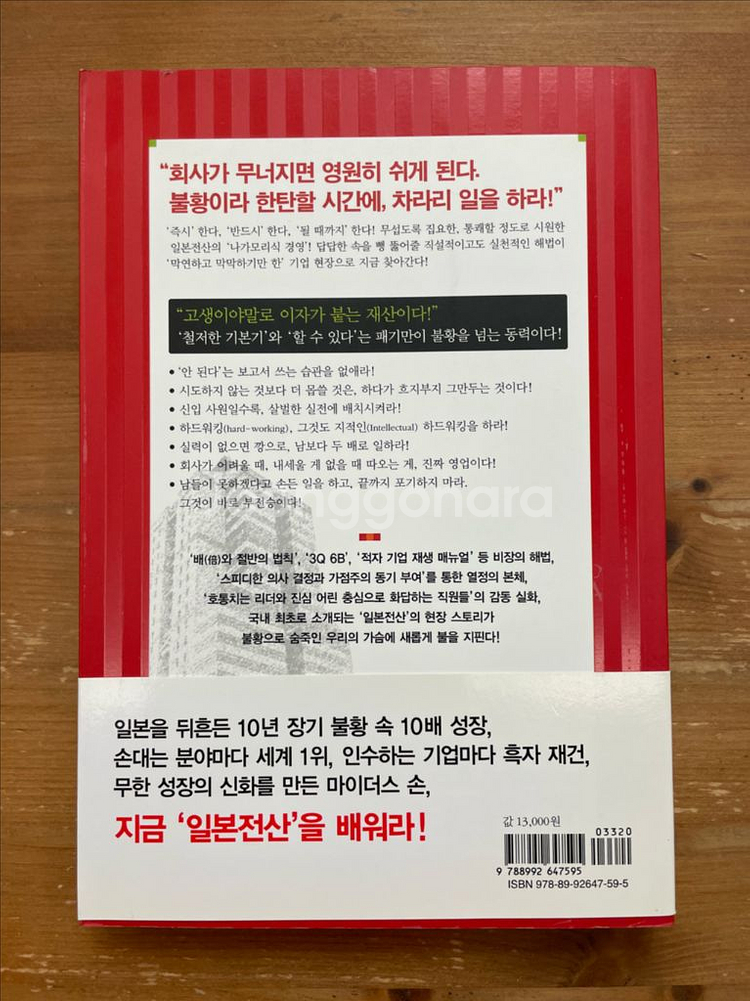 “회사가 무너지면 영원히 쉬게 된다.
불황이라 한탄할 시간에, 차라리 일을 하라!”
‘즉시’ 한다, ‘반드시’ 한다, ‘될 때까지’ 한다! 무섭도록 집요한, 통쾌할 정도로 시원한
일본전산의 ‘나가모리식 경영’! 답답한 속을 뻥 뚫어줄 직설적이고도 실천적인 해법이
‘막연하고 막막하기만 한’ 기업 현장으로 지금 찾아간다!
“고생이야말로 이자가 붙는 재산이다!”
‘철저한 기본기’와 ‘할 수 있다’는 패기만이 불황을 넘는 동력이다!
• ‘안 된다’는 보고서 쓰는 습관을 없애라!
• 시도하지 않는 것보다 더 몹쓸 것은, 하다가 흐지부지 그만두는 것이다!
• 신입 사원일수록, 살벌한 실전에 배치시켜라!
• 하드워킹(hard-working), 그것도 지적인(Intellectual) 하드워킹을 하라!
• 실력이 없으면 깡으로, 남보다 두 배로 일하라!
• 회사가 어려울 때, 내세울 게 없을 때 따오는 게, 진짜 영업이다!
• 남들이 못하겠다고 손든 일을 하고, 끝까지 포기하지 마라.
그것이 바로 부전승이다!
‘배(倍)와 절반의 법칙’, ‘3Q 6B’, ‘적자 기업 재생 매뉴얼’ 등 비장의 해법,
‘스피디한 의사 결정과 가점주의 동기 부여’를 통한 열정의 본체,
‘호통치는 리더와 진심 어린 충심으로 화답하는 직원들’의 감동 실화,
국내 최초로 소개되는 ‘일본전산’의 현장 스토리가
불황으로 숨죽인 우리의 가슴에 새롭게 불을 지핀다!
일본을 뒤흔든 10년 장기 불황 속 10배 성장,
손대는 분야마다 세계 1위, 인수하는 기업마다 흑자 재건,
무한 성장의 신화를 만든 마이더스 손,
지금 ‘일본전산’을 배워라!
값 13,000원
03320
9 788992 647595
ISBN 978-89-92647-59-5